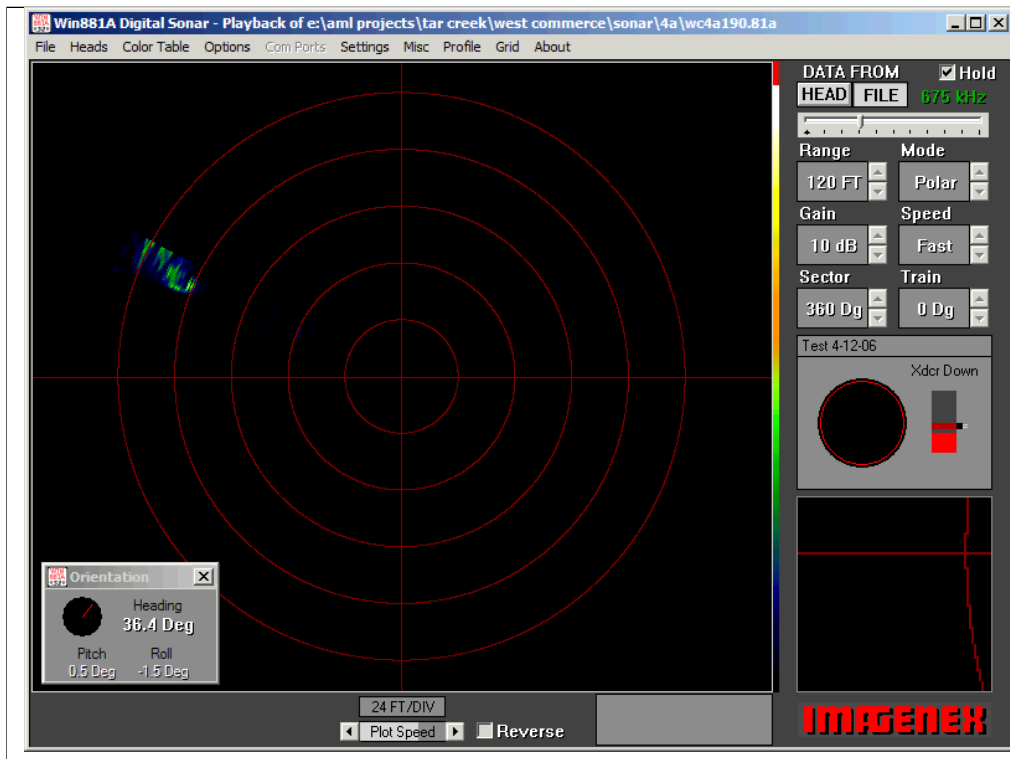 Win881A Digital Sonar - Playback of e:\aml projects\tar creek\west commerce\sonar\4a\wc4a190.81a
File Heads Color Table Options Com Ports Settings Misc Profile Grid About
DATA FROM Hold
HEAD FILE 675 kHz
Range Mode
120 FT Polar
Gain Speed
10 dB Fast
Sector Train
360 Dg 0 Dg
Test 4-12-06
Xdcr Down
Orientation
Heading
36.4 Deg
Pitch Roll
0.5 Deg -1.5 Deg
24 FT/DIV
Plot Speed Reverse
IMAGENEX